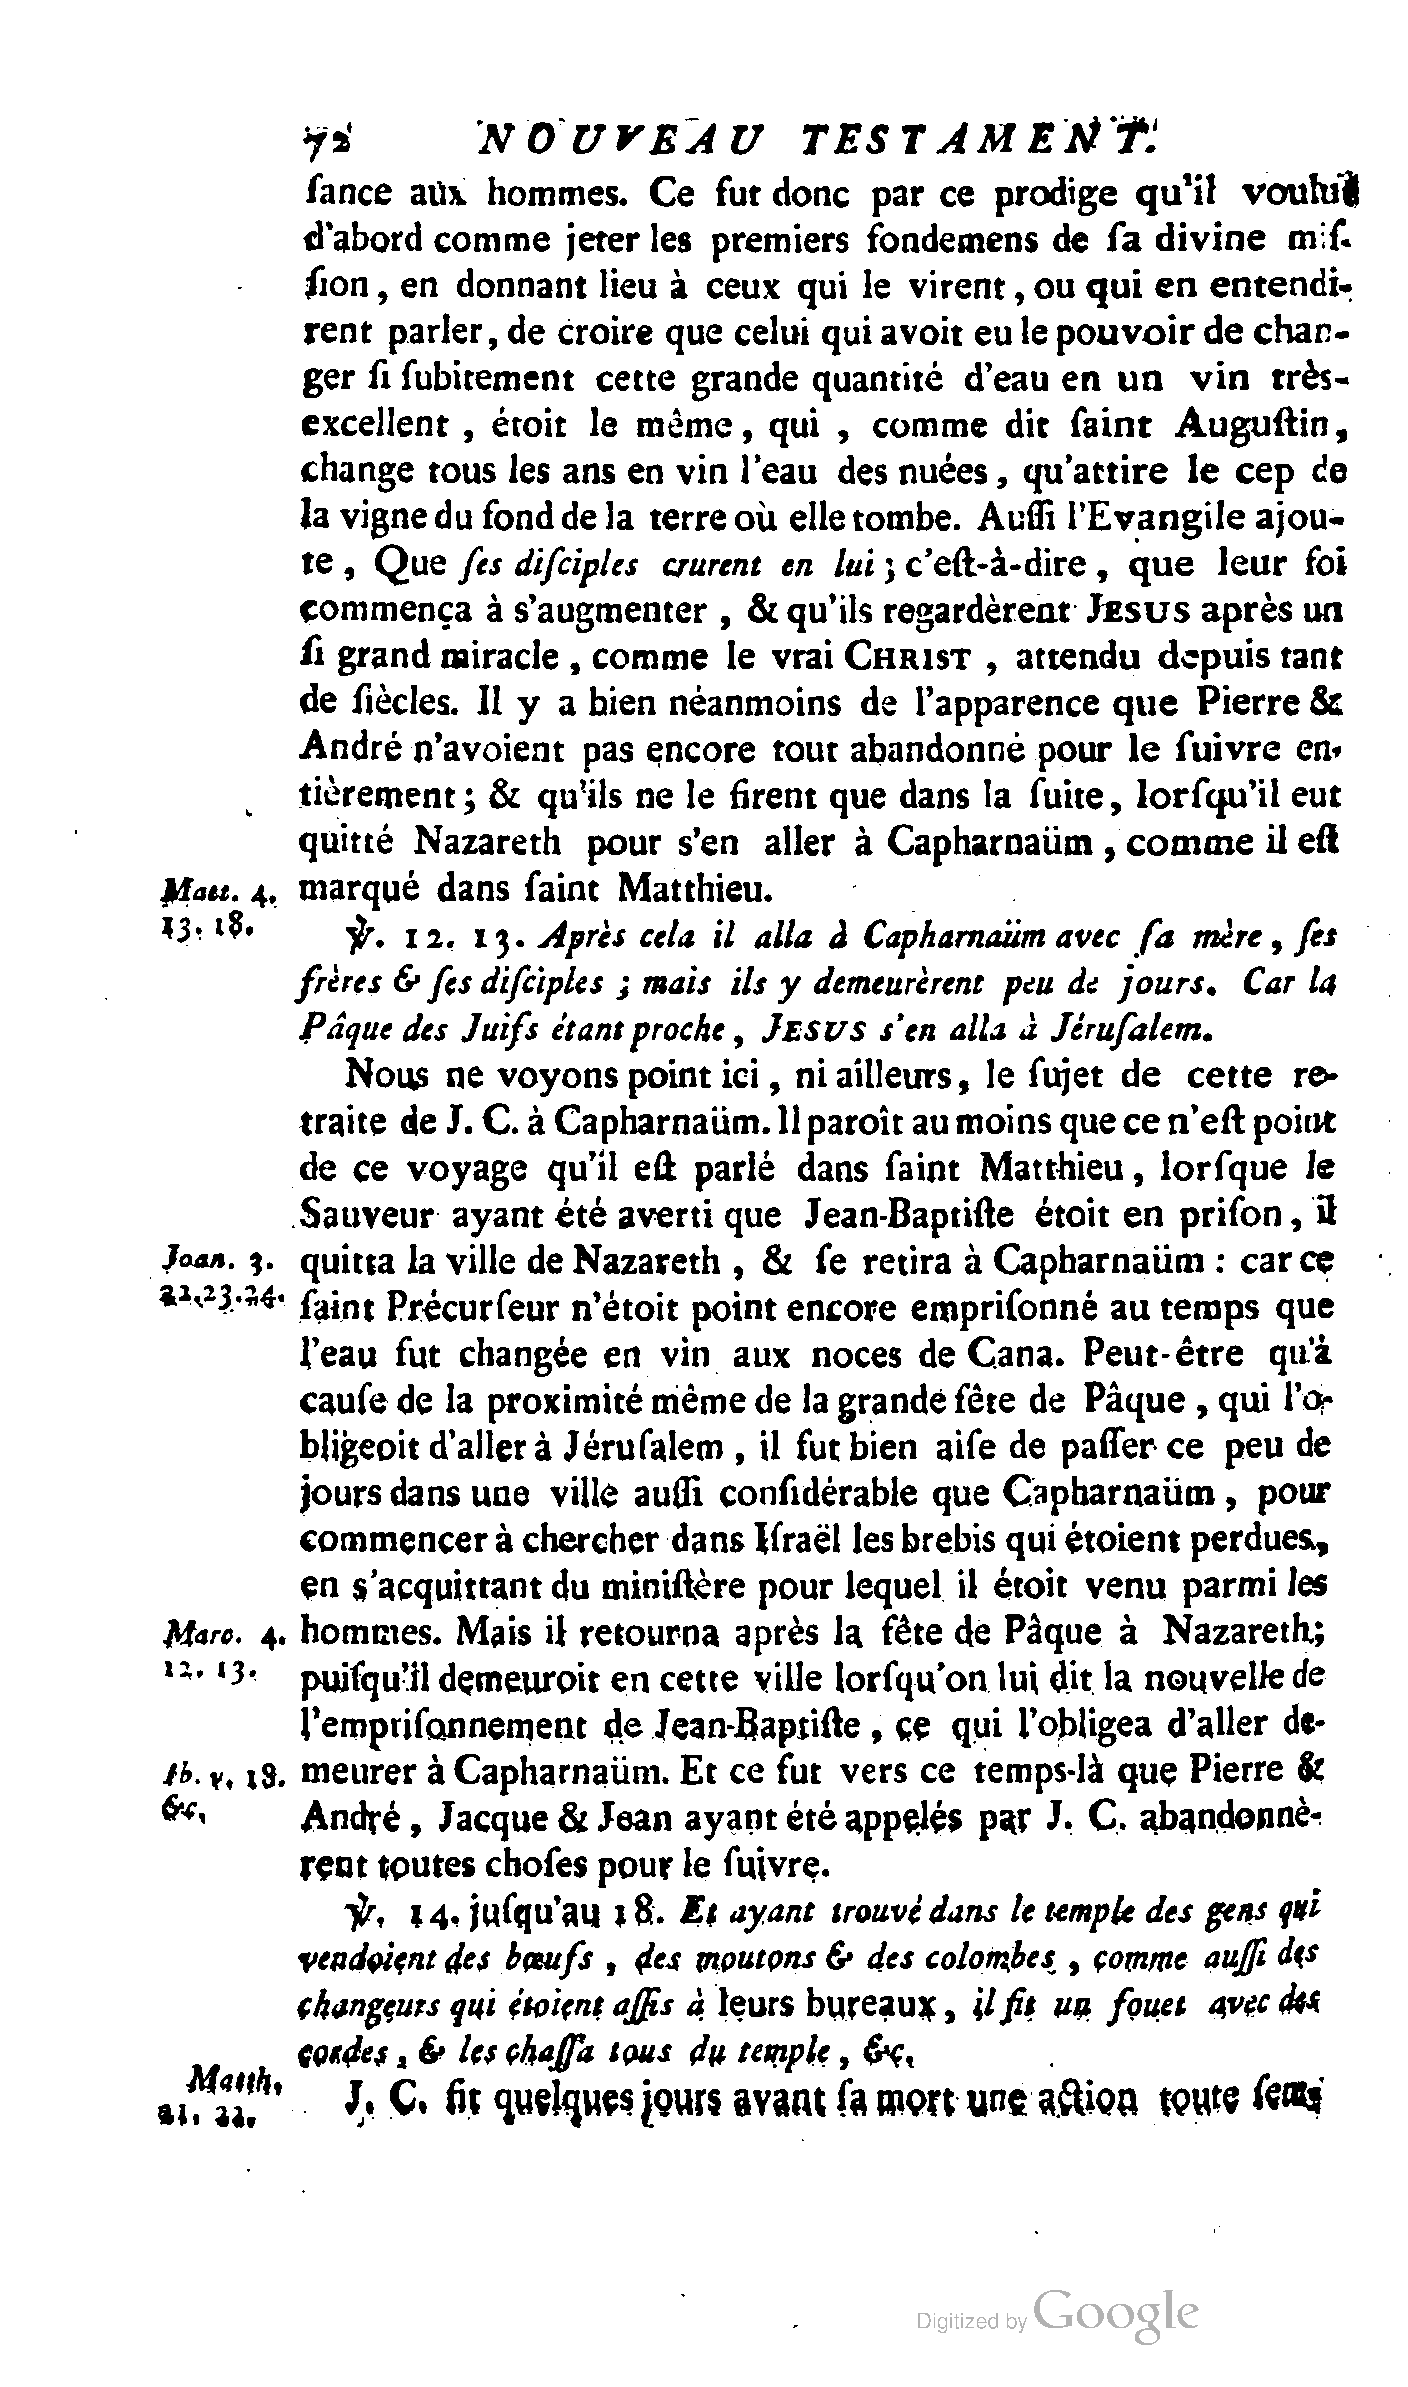 72 NOUVEAU TESTAMENT.
ſance aux hommes. Ce fut donc par ce prodige qu'il voulut
d'abord comme jeter les premiers fondemens de ſa divine miſ-
ſion, en donnant lieu à ceux qui le virent, ou qui en entendi-
rent parler, de croire que celui qui avoit eu le pouvoir de chan-
ger ſi ſubitement cette grande quantité d'eau en un vin très-
excellent, étoit le même, qui, comme dit ſaint Auguſtin,
change tous les ans en vin l'eau des nuées, qu'attire le cep de
la vigne du fond de la terre où elle tombe. Auſſi l'Evangile ajou-
te, Que ſes diſciples crurent en lui; c'eſt-à-dire, que leur foi
commença à s'augmenter, & qu'ils regardèrent JESUS après un
ſi grand miracle, comme le vrai CHRIST, attendu depuis tant
de ſiècles. Il y a bien néanmoins de l'apparence que Pierre &
André n'avoient pas encore tout abandonné pour le ſuivre en-
tièrement; & qu'ils ne le firent que dans la ſuite, lorſqu'il eut
quitté Nazareth pour s'en aller à Capharnaüm, comme il eſt
Matt. 4. marqué dans ſaint Matthieu.
13. 18. ℣. 12. 13. Après cela il alla à Capharnaüm avec ſa mère, ſes
frères & ſes diſciples; mais ils y demeurèrent peu de jours. Car la
Pâque des Juifs étant proche, JESUS s'en alla à Jéruſalem.
Nous ne voyons point ici, ni ailleurs, le ſujet de cette re-
traite de J. C. à Capharnaüm. Il paroît au moins que ce n'eſt point
de ce voyage qu'il eſt parlé dans ſaint Matthieu, lorſque le
Sauveur ayant été averti que Jean-Baptiſte étoit en priſon, il
Joan. 3. quitta la ville de Nazareth, & ſe retira à Capharnaüm : car ce
22.23.24. ſaint Précurſeur n'étoit point encore empriſonné au temps que
l'eau fut changée en vin aux noces de Cana. Peut-être qu'à
cauſe de la proximité même de la grande fête de Pâque, qui l'o-
bligeoit d'aller à Jéruſalem, il fut bien aiſe de paſſer ce peu de
jours dans une ville auſſi conſidérable que Capharnaüm, pour
commencer à chercher dans Iſraël les brebis qui étoient perdues,
en s'acquittant du miniſtère pour lequel il étoit venu parmi les
Marc. 4. hommes. Mais il retourna après la fête de Pâque à Nazareth;
12. 13. puiſqu'il demeuroit en cette ville lorſqu'on lui dit la nouvelle de
l'empriſonnement de Jean-Baptiſte, ce qui l'obligea d'aller de-
Ib. v. 18. meurer à Capharnaüm. Et ce fut vers ce temps-là que Pierre &
&c. André, Jacque & Jean ayant été appelés par J. C. abandonnè-
rent toutes choſes pour le ſuivre.
℣. 14. juſqu'au 18. Et ayant trouvé dans le temple des gens qui
vendoient des bœufs, des moutons & des colombes, comme auſſi des
changeurs qui étoient aſſis à leurs bureaux, il fit un fouet avec des
cordes, & les chaſſa tous du temple, &c.
Matth. J. C. fit quelques jours avant ſa mort une action toute ſem-
21. 12.
Digitized by Google